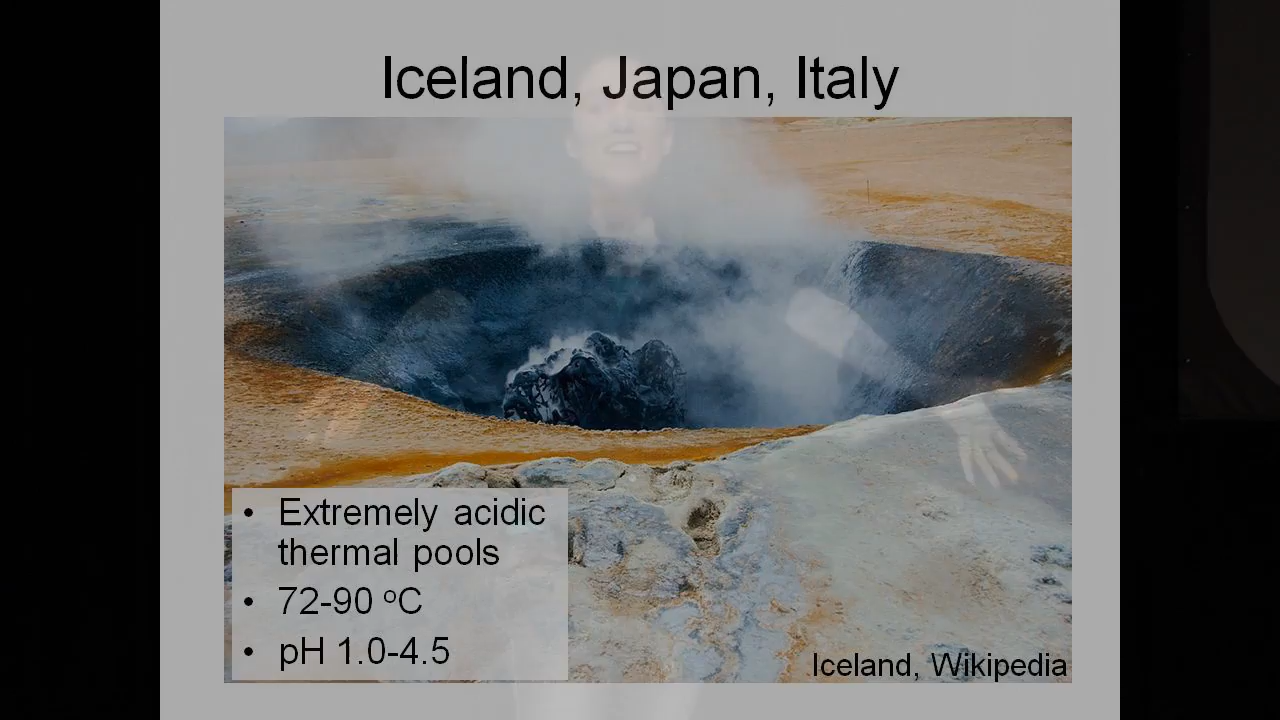 Iceland, Japan, Italy
• Extremely acidic
thermal pools
• 72-90 ºC
• pH 1.0-4.5
Iceland, Wikipedia